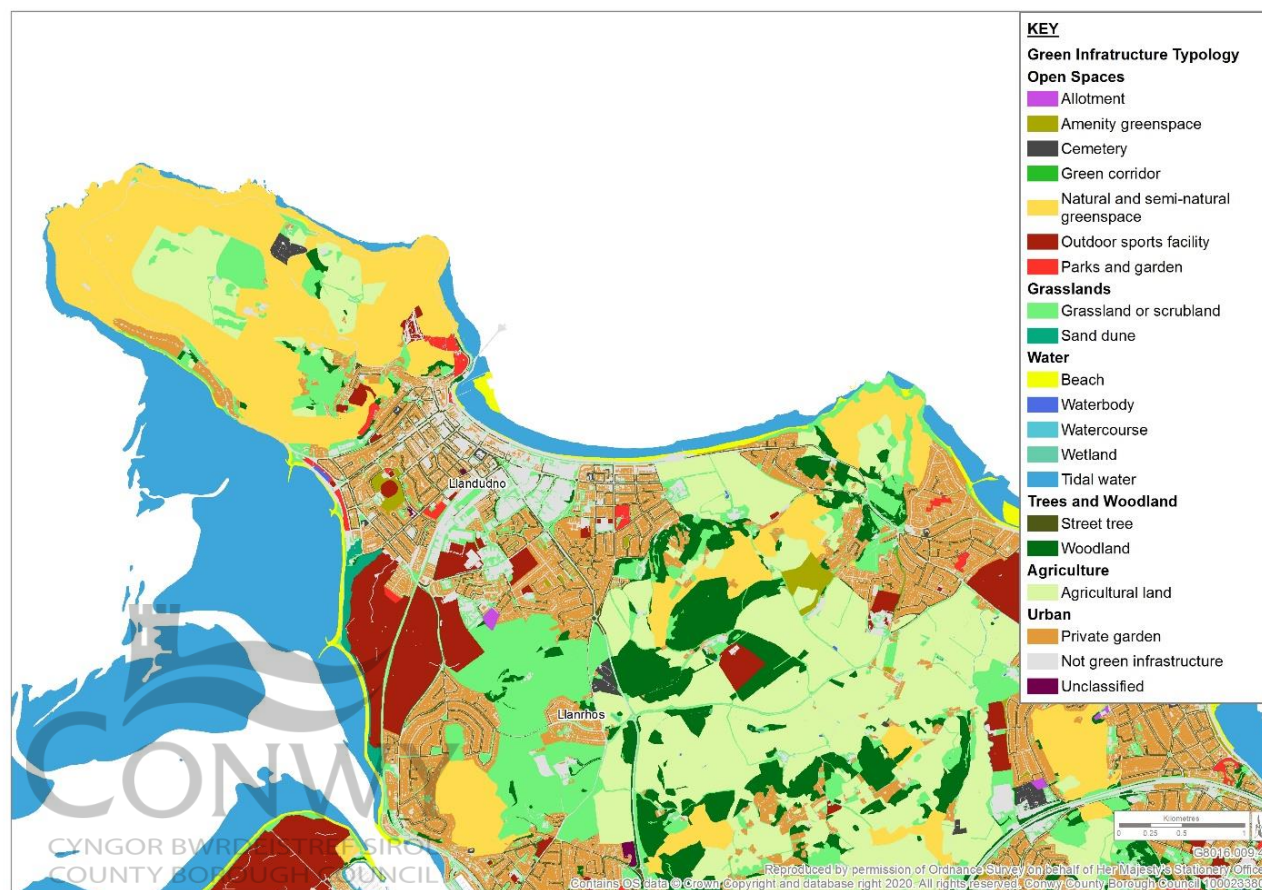 KEY
Green Infratructure Typology
Open Spaces
Allotment
Amenity greenspace
Cemetery
Green corridor
Natural and semi-natural
greenspace
Outdoor sports facility
Parks and garden
Grasslands
Grassland or scrubland
Sand dune
Water
Beach
Waterbody
Watercourse
Wetland
Tidal water
Trees and Woodland
Street tree
Woodland
Agriculture
Agricultural land
Urban
Private garden
Not green infrastructure
Unclassified
Llandudno
Llanrhos
CONWY
CYNGOR BWRDEISTREF SIROL
COUNTY BOROUGH COUNCIL
Kilometres
0 0.25 0.5 1
Reproduced by permission of Ordnance Survey on behalf of Her Majesty's Stationery Office
Contains OS data © Crown Copyright and database right 2020. All rights reserved. Conwy County Borough Council